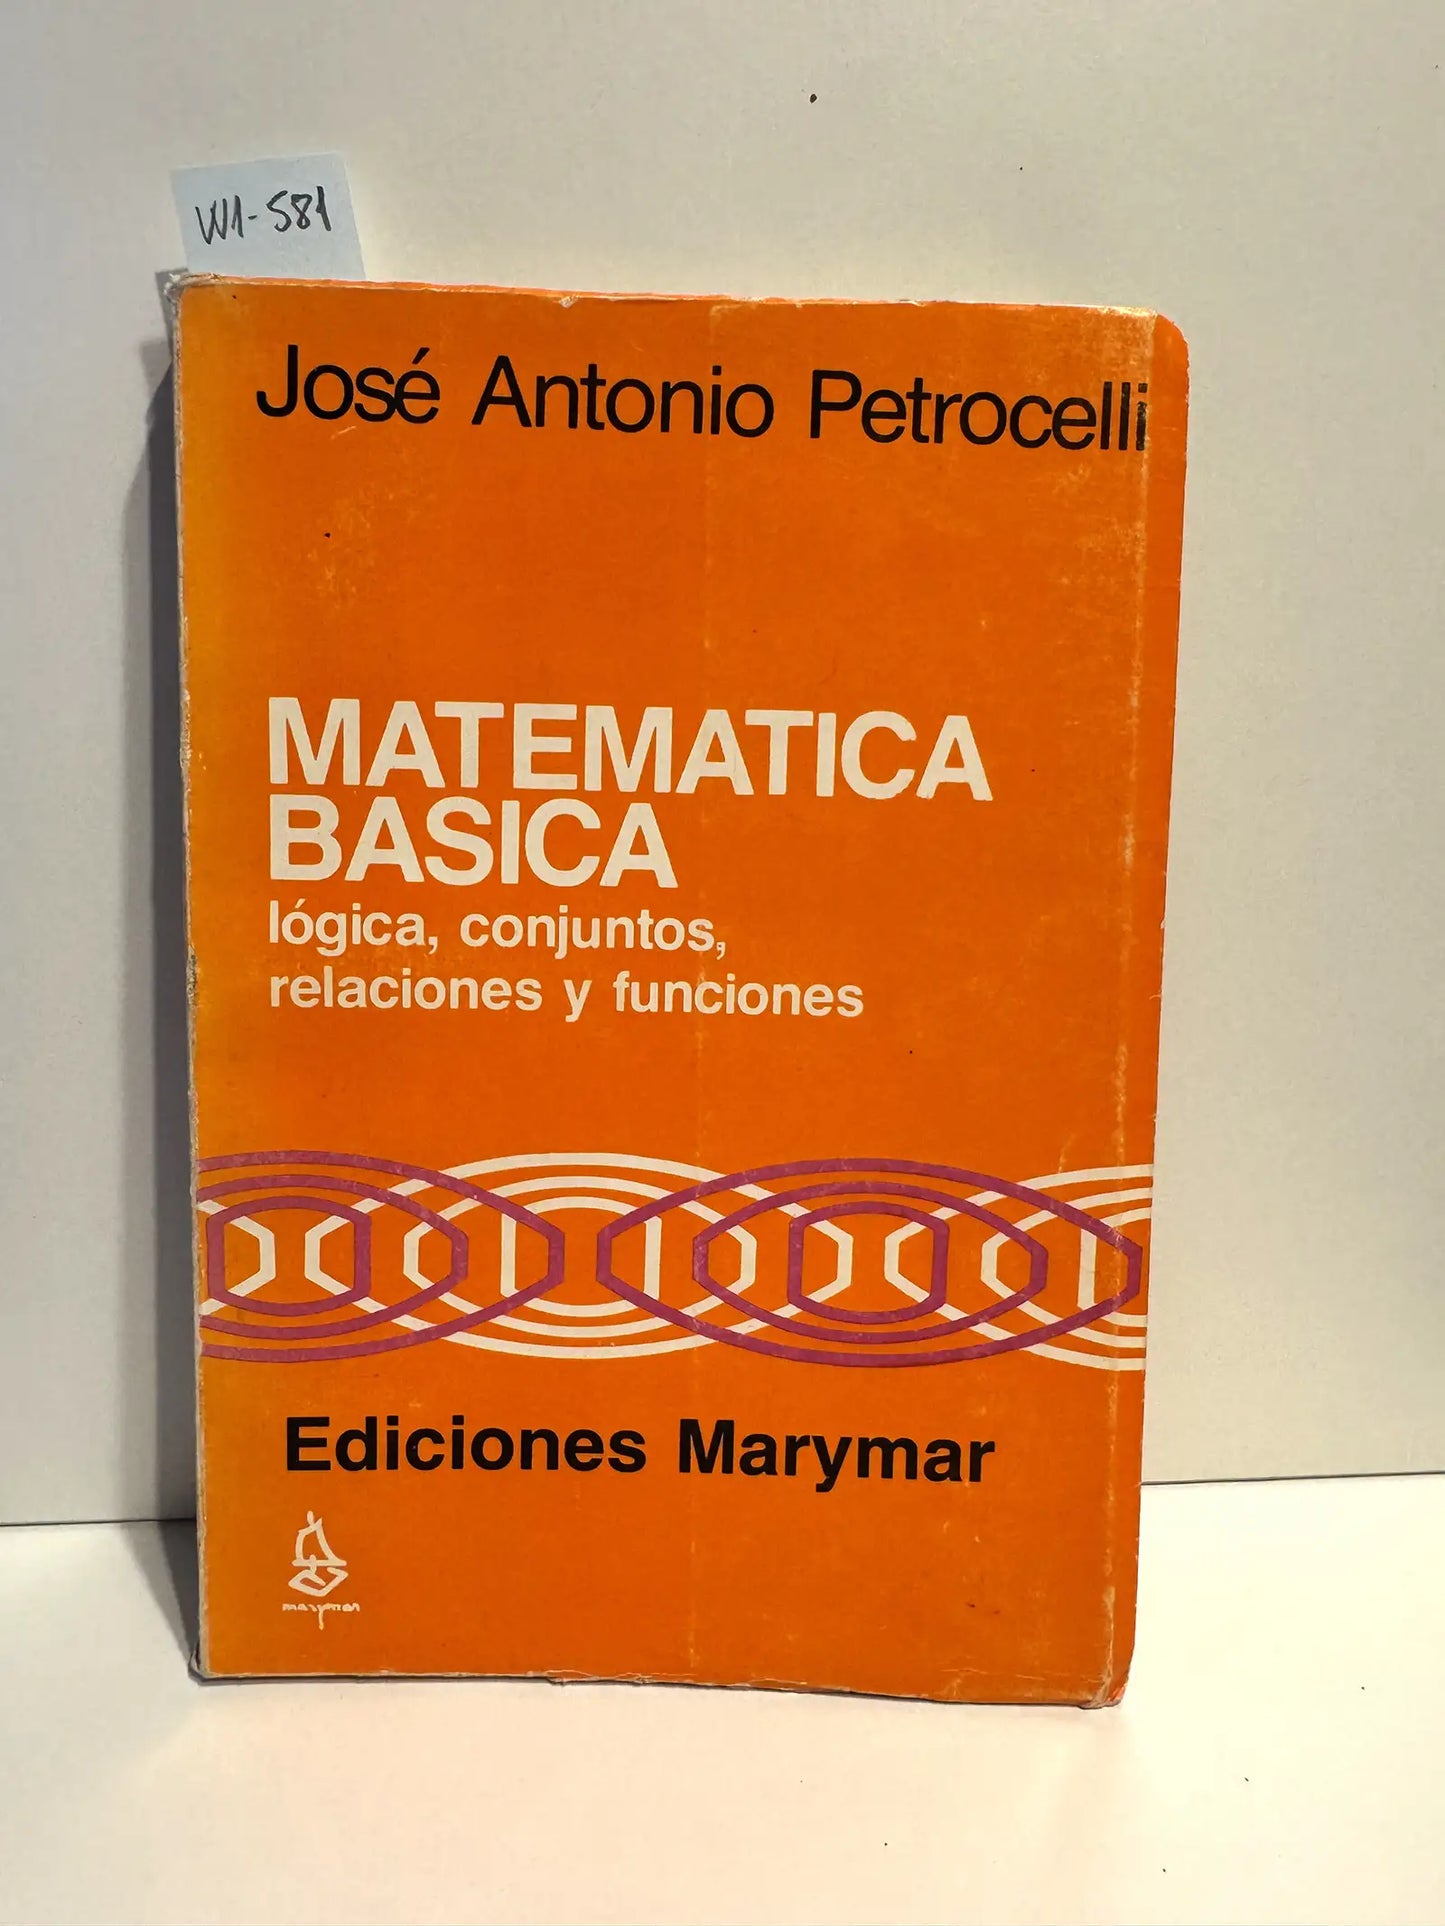 W1-581
José Antonio Petrocelli
MATEMATICA
BASICA
lógica, conjuntos,
relaciones y funciones
Ediciones Marymar
marymar